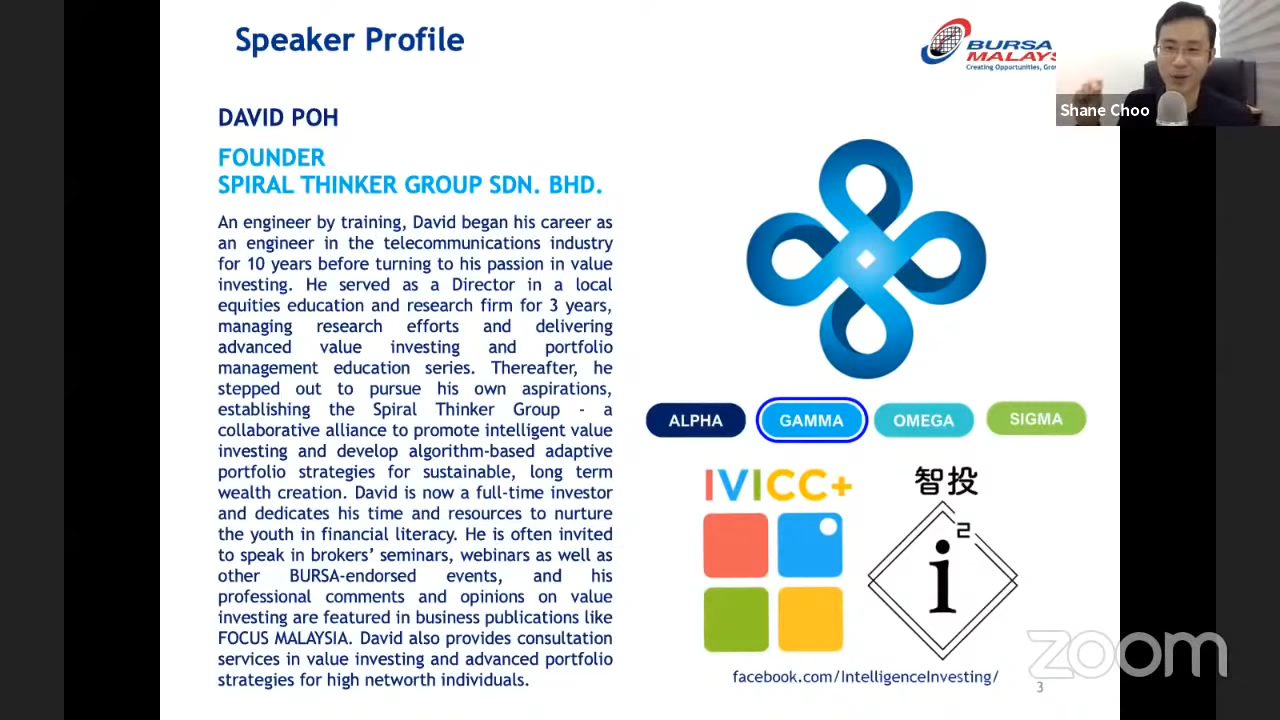 Speaker Profile
BURSA
MALAYS
Creating Opportunities, Gro
Shane Choo
DAVID POH
FOUNDER
SPIRAL THINKER GROUP SDN. BHD.
An engineer by training, David began his career as
an engineer in the telecommunications industry
for 10 years before turning to his passion in value
investing. He served as a Director in a local
equities education and research firm for 3 years,
managing research efforts and delivering
advanced value investing and portfolio
management education series. Thereafter, he
stepped out to pursue his own aspirations,
establishing the Spiral Thinker Group - a
collaborative alliance to promote intelligent value
investing and develop algorithm-based adaptive
portfolio strategies for sustainable, long term
wealth creation. David is now a full-time investor
and dedicates his time and resources to nurture
the youth in financial literacy. He is often invited
to speak in brokers’ seminars, webinars as well as
other BURSA-endorsed events, and his
professional comments and opinions on value
investing are featured in business publications like
FOCUS MALAYSIA. David also provides consultation
services in value investing and advanced portfolio
strategies for high networth individuals.
ALPHA GAMMA OMEGA SIGMA
IVICC+
智投
i2
facebook.com/IntelligenceInvesting/
zoom
3